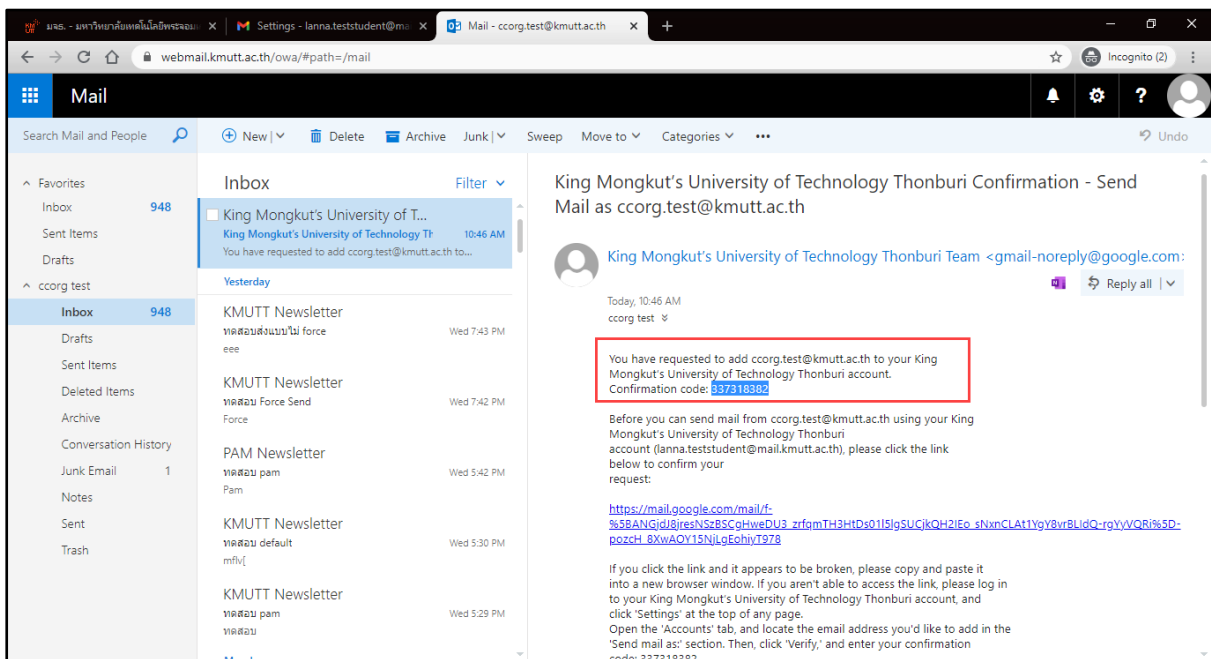 มจธ. - มหาวิทยาลัยเทคโนโลยีพระจอม
Settings - lanna.teststudent@ma
Mail - ccorg.test@kmutt.ac.th
webmail.kmutt.ac.th/owa/#path=/mail
Incognito (2)
Mail
Search Mail and People
New
Delete
Archive
Junk
Sweep
Move to
Categories
Undo
Favorites
Inbox 948
Sent Items
Drafts
ccorg test
Inbox 948
Drafts
Sent Items
Deleted Items
Archive
Conversation History
Junk Email 1
Notes
Sent
Trash
Inbox
Filter
King Mongkut's University of T...
King Mongkut's University of Technology Th 10:46 AM
You have requested to add ccorg.test@kmutt.ac.th to...
Yesterday
KMUTT Newsletter
ทดสอบส่งแบบไม่ force Wed 7:43 PM
eee
KMUTT Newsletter
ทดสอบ Force Send Wed 7:42 PM
Force
PAM Newsletter
ทดสอบ pam Wed 5:42 PM
Pam
KMUTT Newsletter
ทดสอบ default Wed 5:30 PM
mflv[
KMUTT Newsletter
ทดสอบ pam Wed 5:29 PM
ทดสอบ
King Mongkut's University of Technology Thonburi Confirmation - Send
Mail as ccorg.test@kmutt.ac.th
King Mongkut's University of Technology Thonburi Team <gmail-noreply@google.com>
Reply all
Today, 10:46 AM
ccorg test
You have requested to add ccorg.test@kmutt.ac.th to your King
Mongkut's University of Technology Thonburi account.
Confirmation code: 337318382
Before you can send mail from ccorg.test@kmutt.ac.th using your King
Mongkut's University of Technology Thonburi
account (lanna.teststudent@mail.kmutt.ac.th), please click the link
below to confirm your
request:
https://mail.google.com/mail/f-
%5BANGjdJ8jresNSzBSCgHweDU3_zrfqmTH3HtDs01l5lgSUCjkQH2IEo_sNxnCLAt1YgY8vrBLIdQ-rgYyVQRi%5D-
pozcH_8XwAOY15NjLgEohiyT978
If you click the link and it appears to be broken, please copy and paste it
into a new browser window. If you aren't able to access the link, please log in
to your King Mongkut's University of Technology Thonburi account, and
click 'Settings' at the top of any page.
Open the 'Accounts' tab, and locate the email address you'd like to add in the
'Send mail as:' section. Then, click 'Verify,' and enter your confirmation
code: 337318382